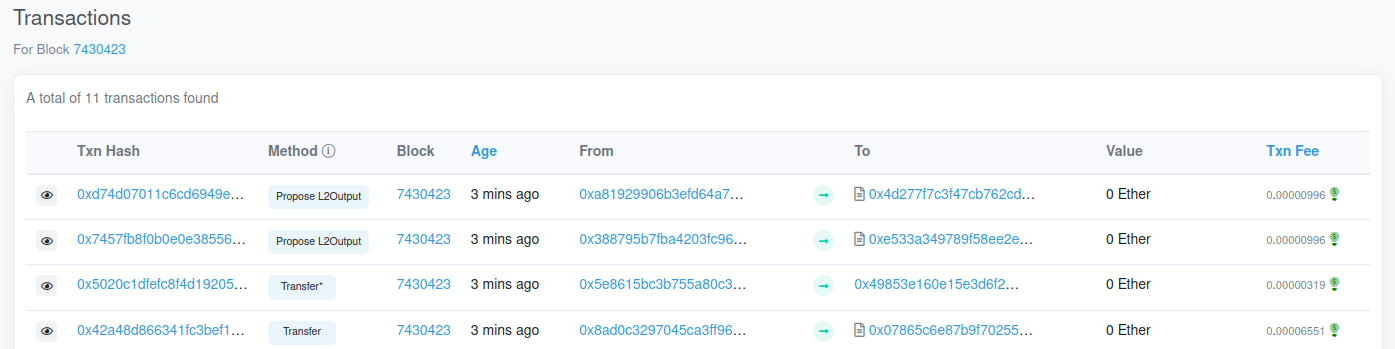 Transactions
For Block 7430423
A total of 11 transactions found
Txn Hash Method Block Age From To Value Txn Fee
0xd74d07011c6cd6949e... Propose L2Output 7430423 3 mins ago 0xa81929906b3efd64a7... 0x4d277f7c3f47cb762cd... 0 Ether 0.00000996
0x7457fb8f0b0e0e38556... Propose L2Output 7430423 3 mins ago 0x388795b7fba4203fc96... 0xe533a349789f58ee2e... 0 Ether 0.00000996
0x5020c1dfefc8f4d19205... Transfer* 7430423 3 mins ago 0x5e8615bc3b755a80c3... 0x49853e160e15e3d6f2... 0 Ether 0.00000319
0x42a48d866341fc3bef1... Transfer 7430423 3 mins ago 0x8ad0c3297045ca3ff96... 0x07865c6e87b9f70255... 0 Ether 0.00006551